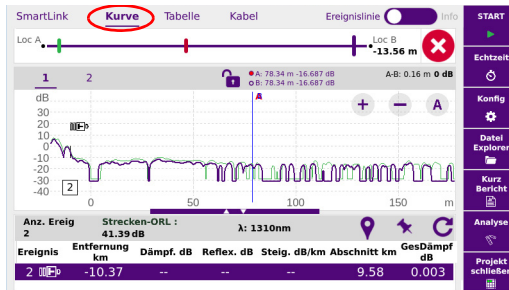 SmartLink Kurve Tabelle Kabel Ereignislinie Info START
Loc A Loc B
-13.56 m
Echtzeit
1 2 A: 78.34 m -16.687 dB A-B: 0.16 m 0 dB
B: 78.34 m -16.687 dB
dB
30
20
10
0
-10
-20
-30
-40
A
+ − A
2
0 50 100 150 m
Konfig
Datei
Explorer
Kurz
Bericht
Anz. Ereig Strecken-ORL : λ: 1310nm
2 41.39 dB
Analyse
Ereignis Entfernung km Dämpf. dB Reflex. dB Steig. dB/km Abschnitt km GesDämpf dB
2 -10.37 -- -- -- 9.58 0.003
Projekt
schließen